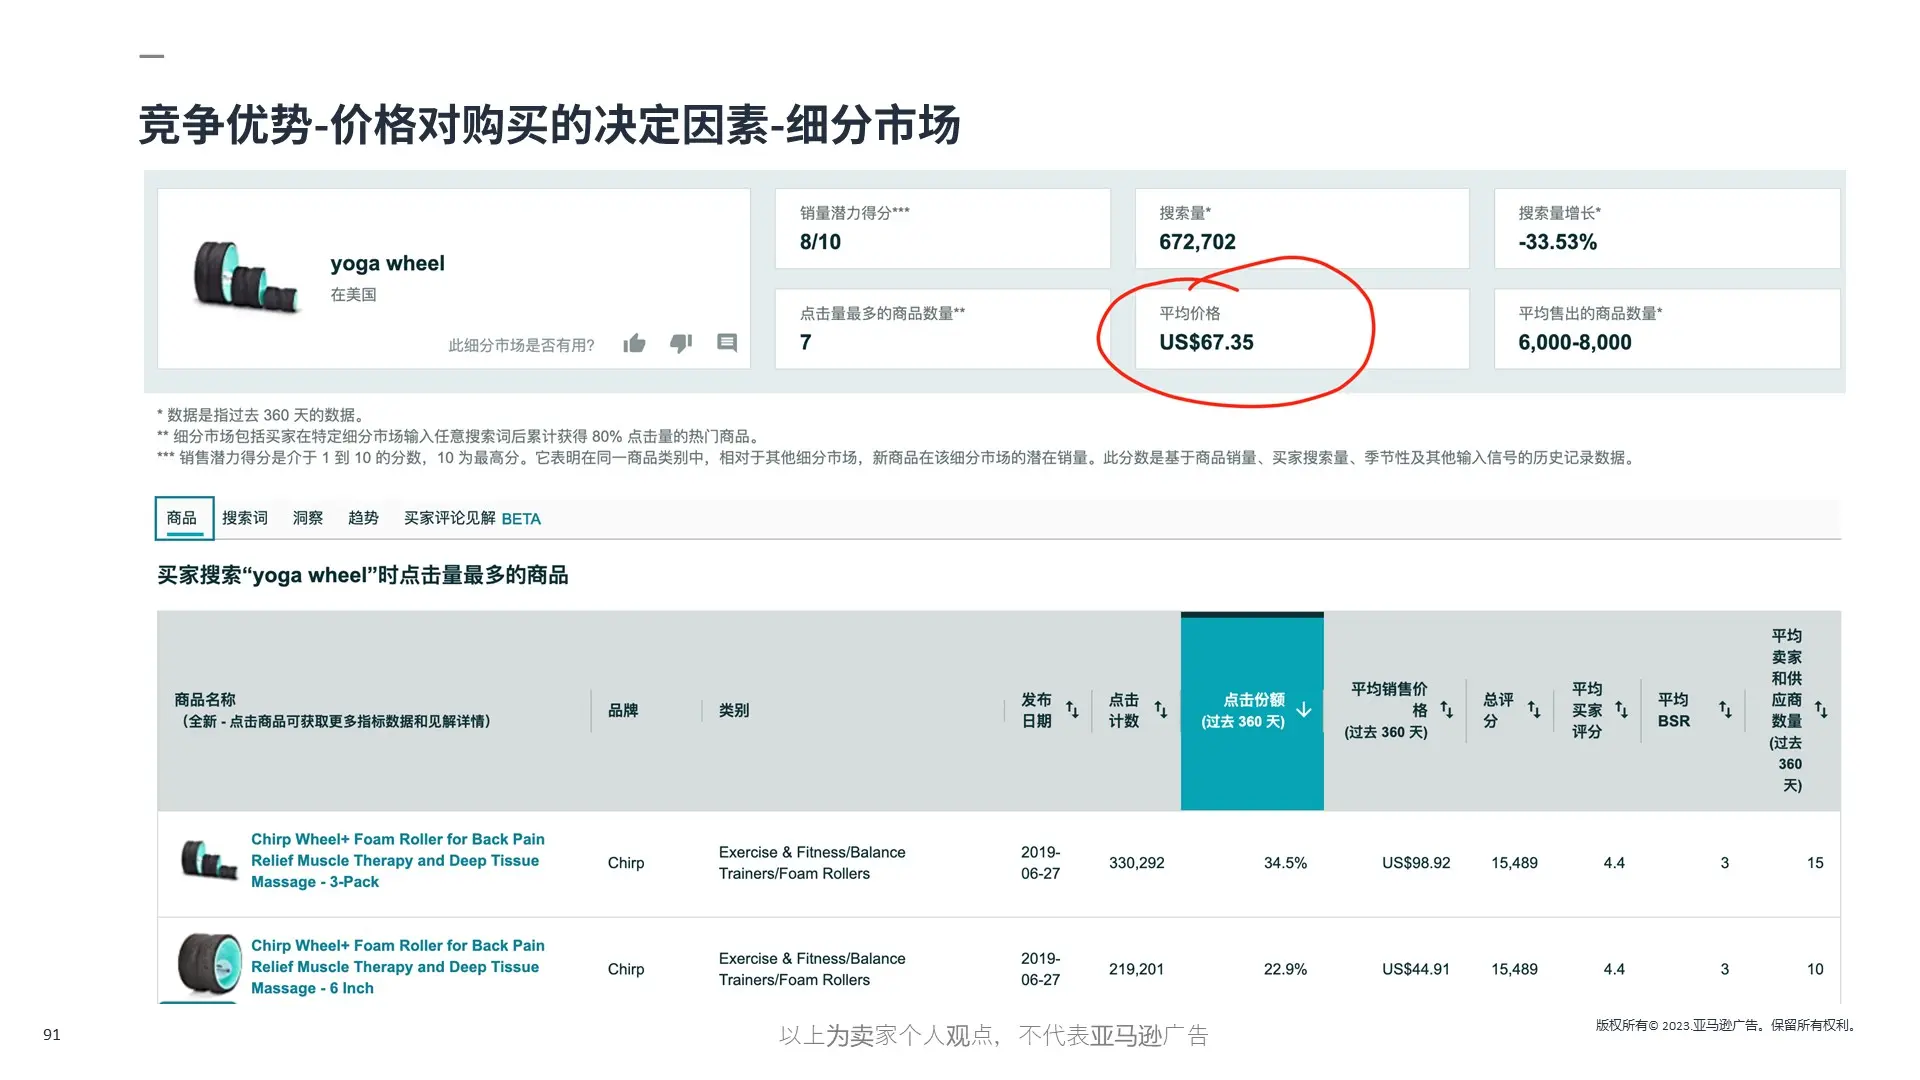 竞争优势-价格对购买的决定因素-细分市场
yoga wheel
在美国
此细分市场是否有用?
销量潜力得分***
8/10
搜索量*
672,702
搜索量增长*
-33.53%
点击量最多的商品数量**
7
平均价格
US$67.35
平均售出的商品数量*
6,000-8,000
* 数据是指过去 360 天的数据。
** 细分市场包括买家在特定细分市场输入任意搜索词后累计获得 80% 点击量的热门商品。
*** 销售潜力得分是介于 1 到 10 的分数，10 为最高分。它表明在同一商品类别中，相对于其他细分市场，新商品在该细分市场的潜在销量。此分数是基于商品销量、买家搜索量、季节性及其他输入信号的历史记录数据。
商品 搜索词 洞察 趋势 买家评论见解 BETA
买家搜索“yoga wheel”时点击量最多的商品
商品名称
（全新 - 点击商品可获取更多指标数据和见解详情）
品牌
类别
发布
日期
点击
计数
点击份额
(过去 360 天)
平均销售价
格
(过去 360 天)
总评
分
平均
买家
评分
平均
BSR
平均
卖家
和供
应商
数量
(过去
360
天)
Chirp Wheel+ Foam Roller for Back Pain
Relief Muscle Therapy and Deep Tissue
Massage - 3-Pack
Chirp
Exercise & Fitness/Balance
Trainers/Foam Rollers
2019-
06-27
330,292
34.5%
US$98.92
15,489
4.4
3
15
Chirp Wheel+ Foam Roller for Back Pain
Relief Muscle Therapy and Deep Tissue
Massage - 6 Inch
Chirp
Exercise & Fitness/Balance
Trainers/Foam Rollers
2019-
06-27
219,201
22.9%
US$44.91
15,489
4.4
3
10
91
以上为卖家个人观点，不代表亚马逊广告
版权所有© 2023.亚马逊广告。保留所有权利。